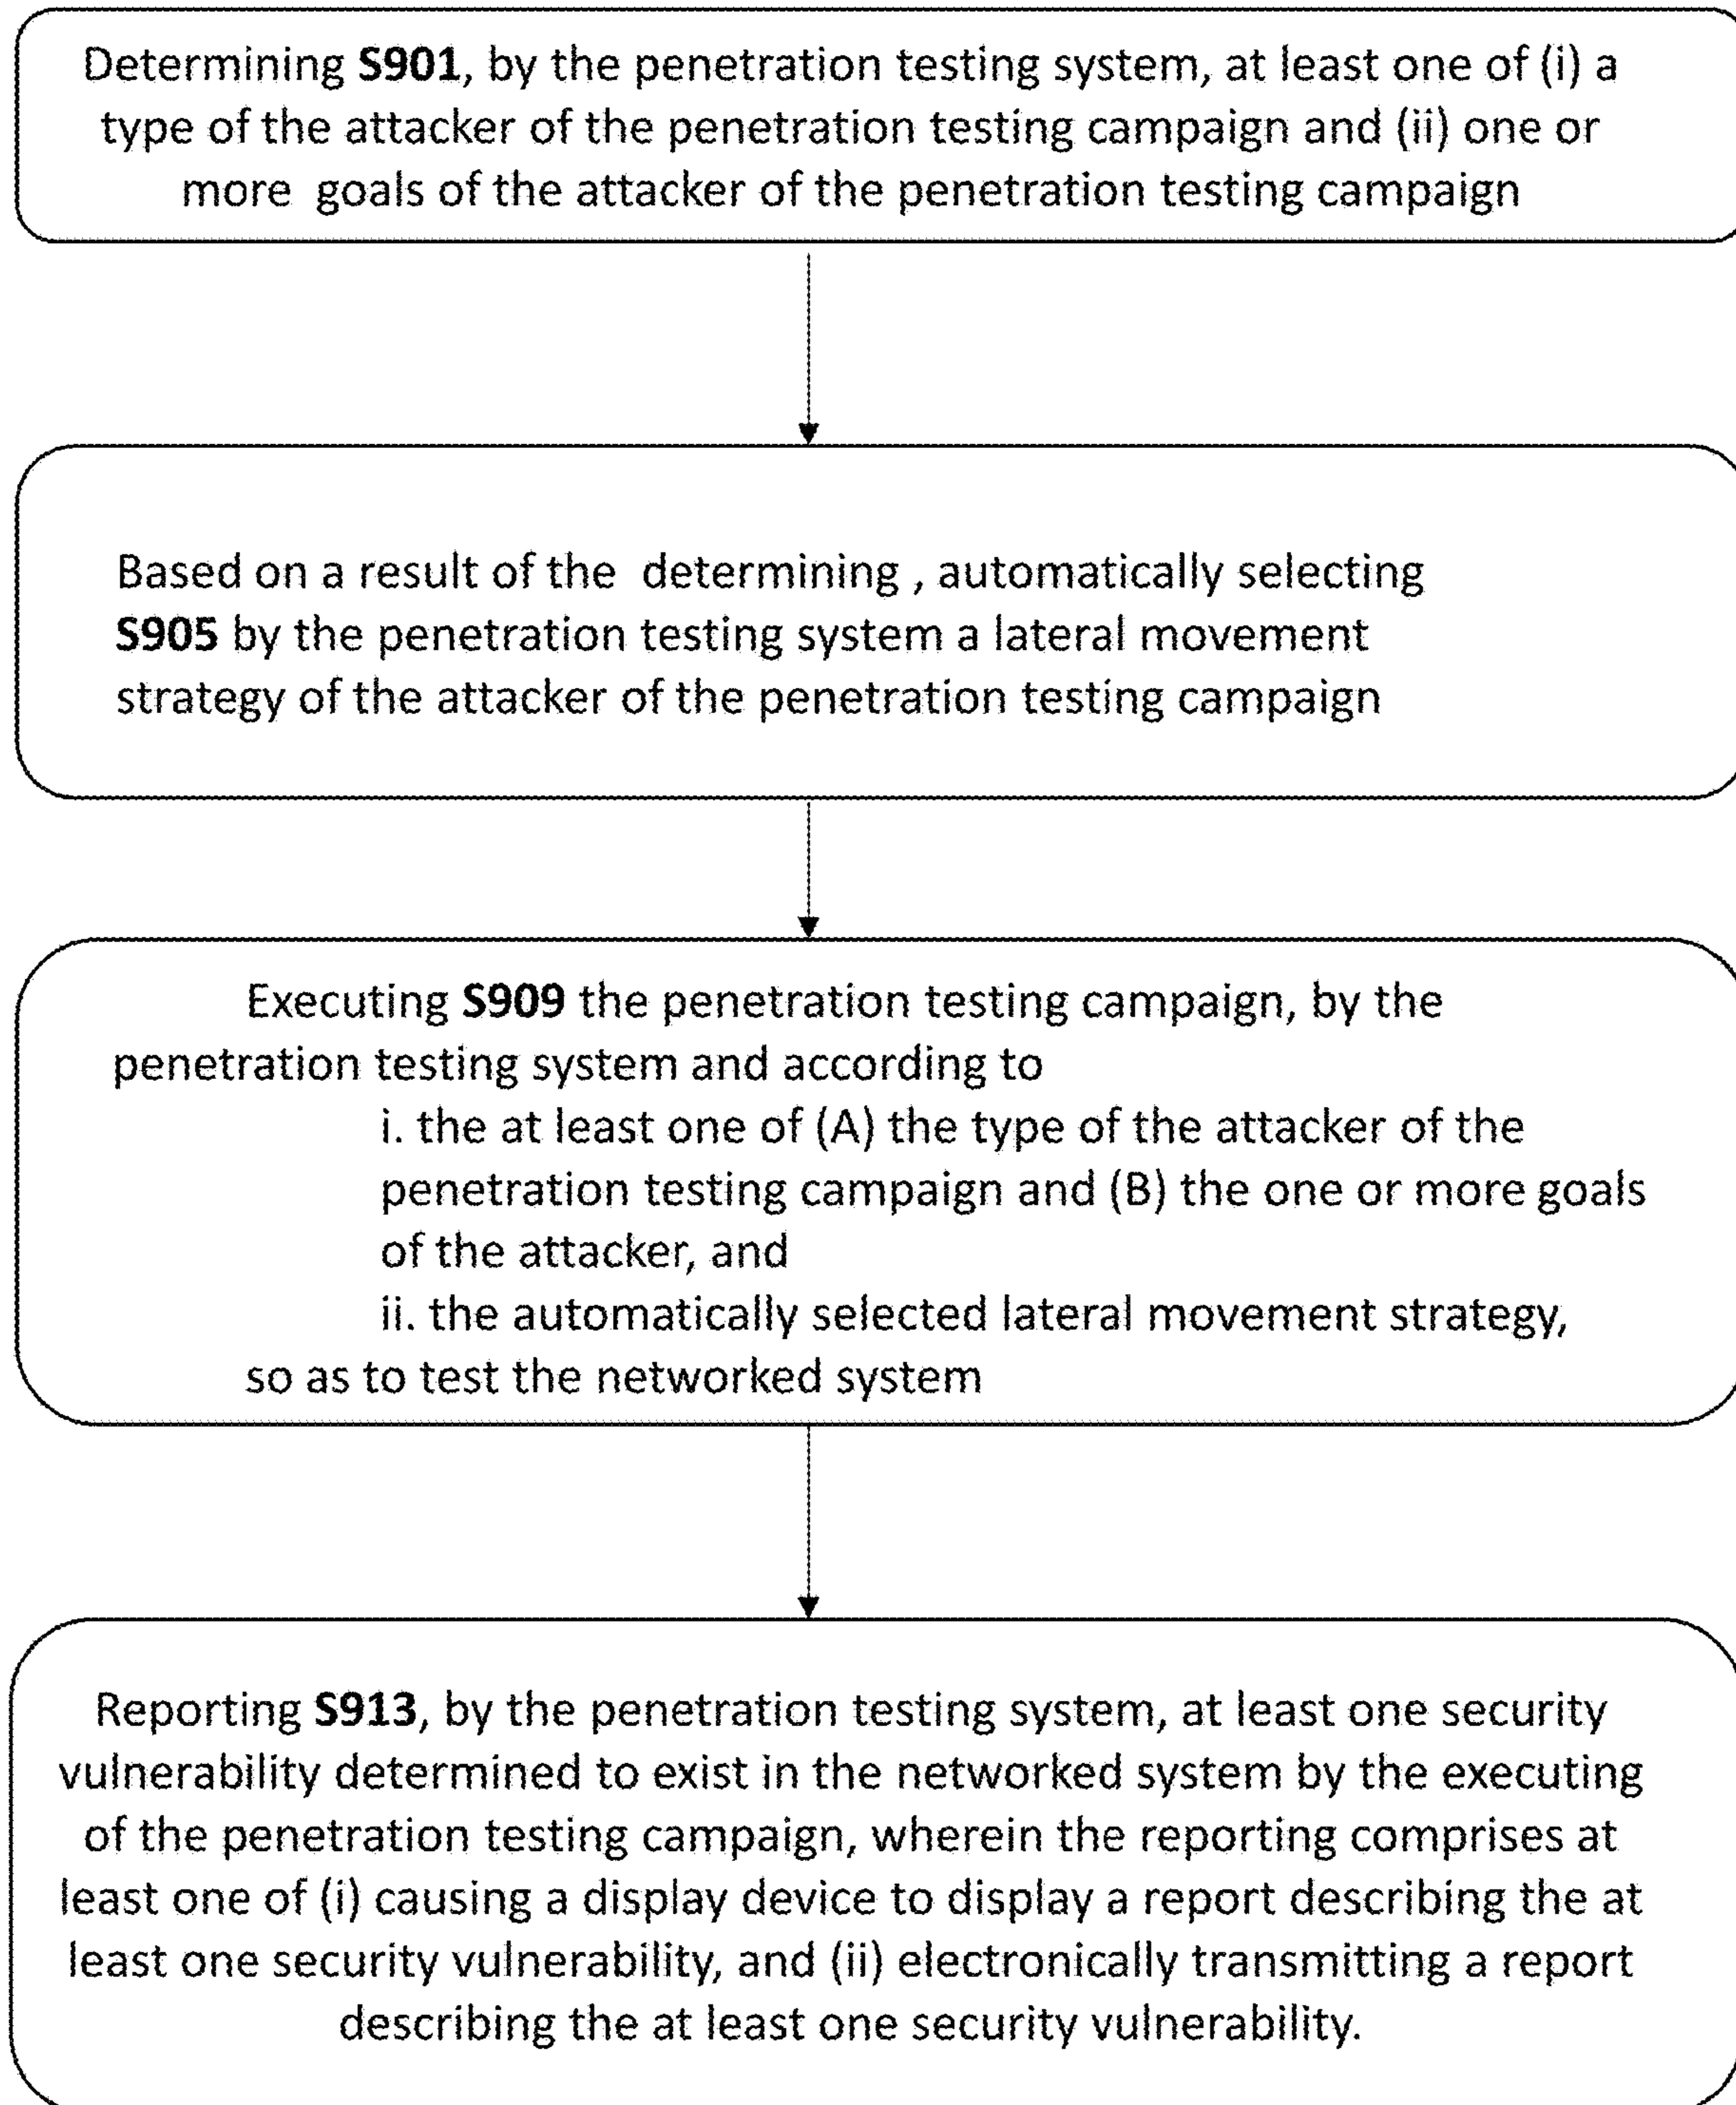 Determining S901, by the penetration testing system, at least one of (i) a
type of the attacker of the penetration testing campaign and (ii) one or
more goals of the attacker of the penetration testing campaign
Based on a result of the determining , automatically selecting
S905 by the penetration testing system a lateral movement
strategy of the attacker of the penetration testing campaign
Executing S909 the penetration testing campaign, by the
penetration testing system and according to
i. the at least one of (A) the type of the attacker of the
penetration testing campaign and (B) the one or more goals
of the attacker, and
ii. the automatically selected lateral movement strategy,
so as to test the networked system
Reporting S913, by the penetration testing system, at least one security
vulnerability determined to exist in the networked system by the executing
of the penetration testing campaign, wherein the reporting comprises at
least one of (i) causing a display device to display a report describing the at
least one security vulnerability, and (ii) electronically transmitting a report
describing the at least one security vulnerability.